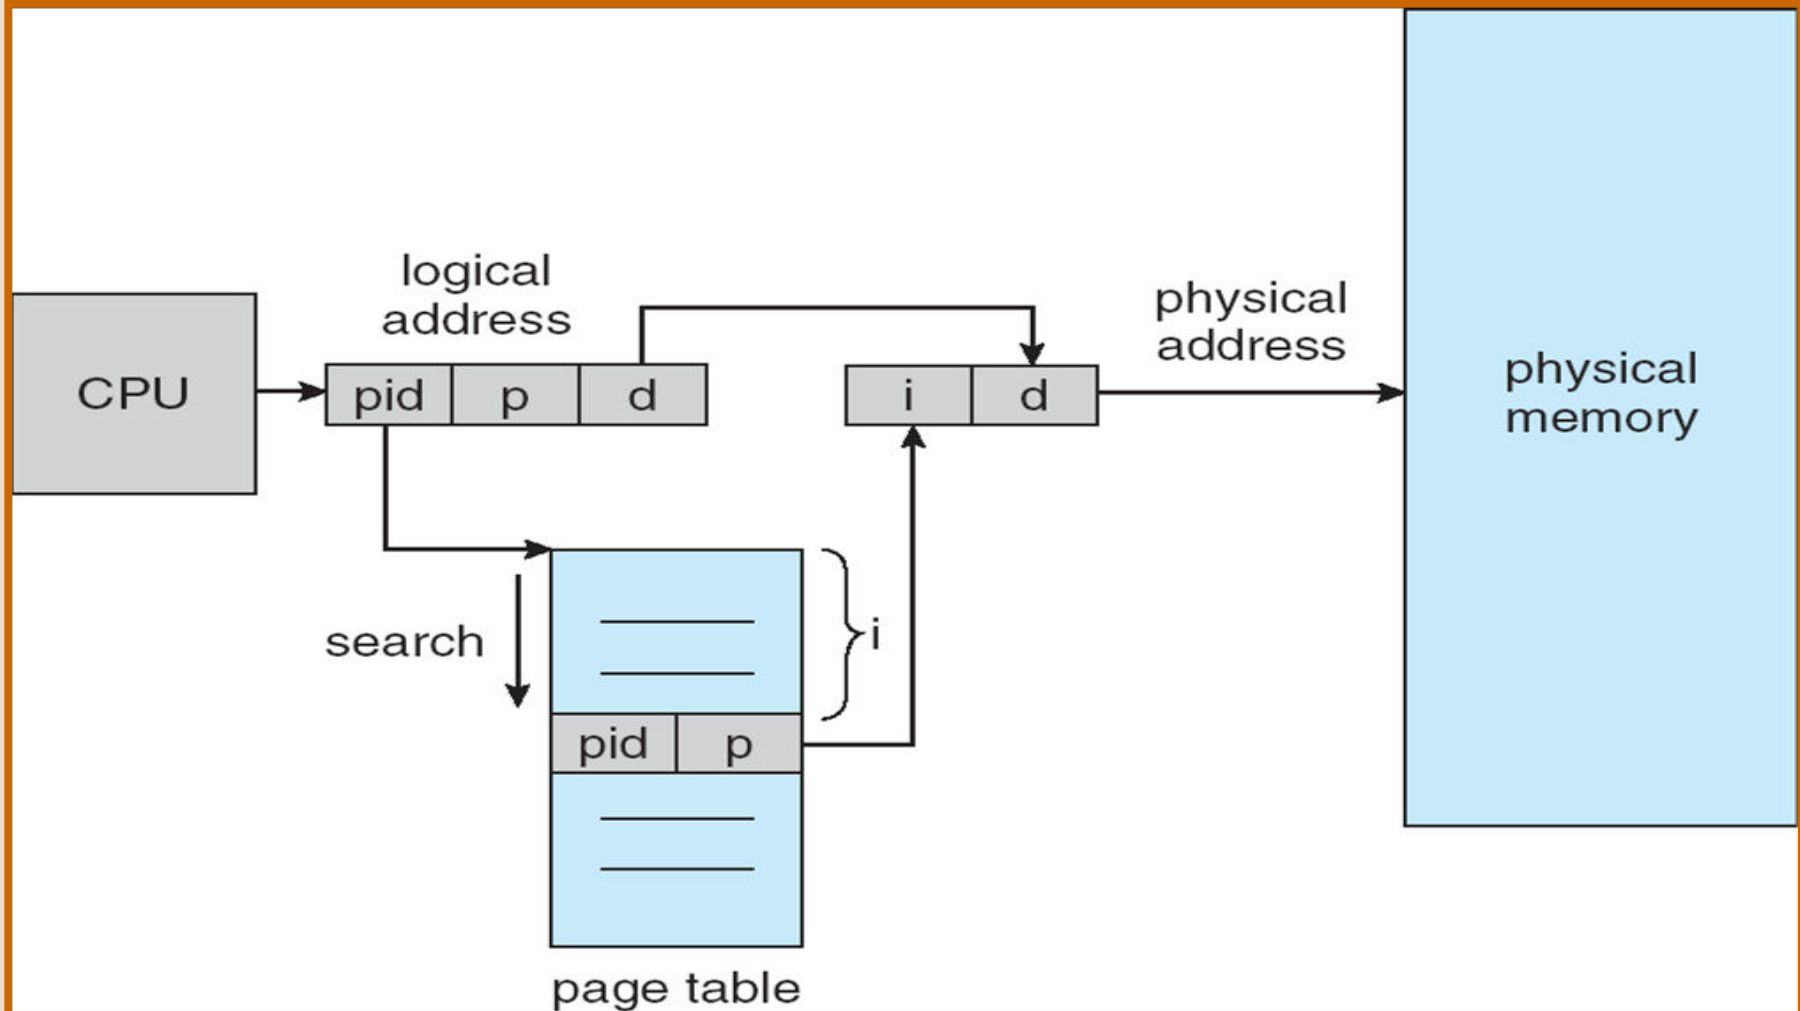 logical
address
CPU
pid
p
d
i
d
physical
address
physical
memory
search
i
pid
p
page table